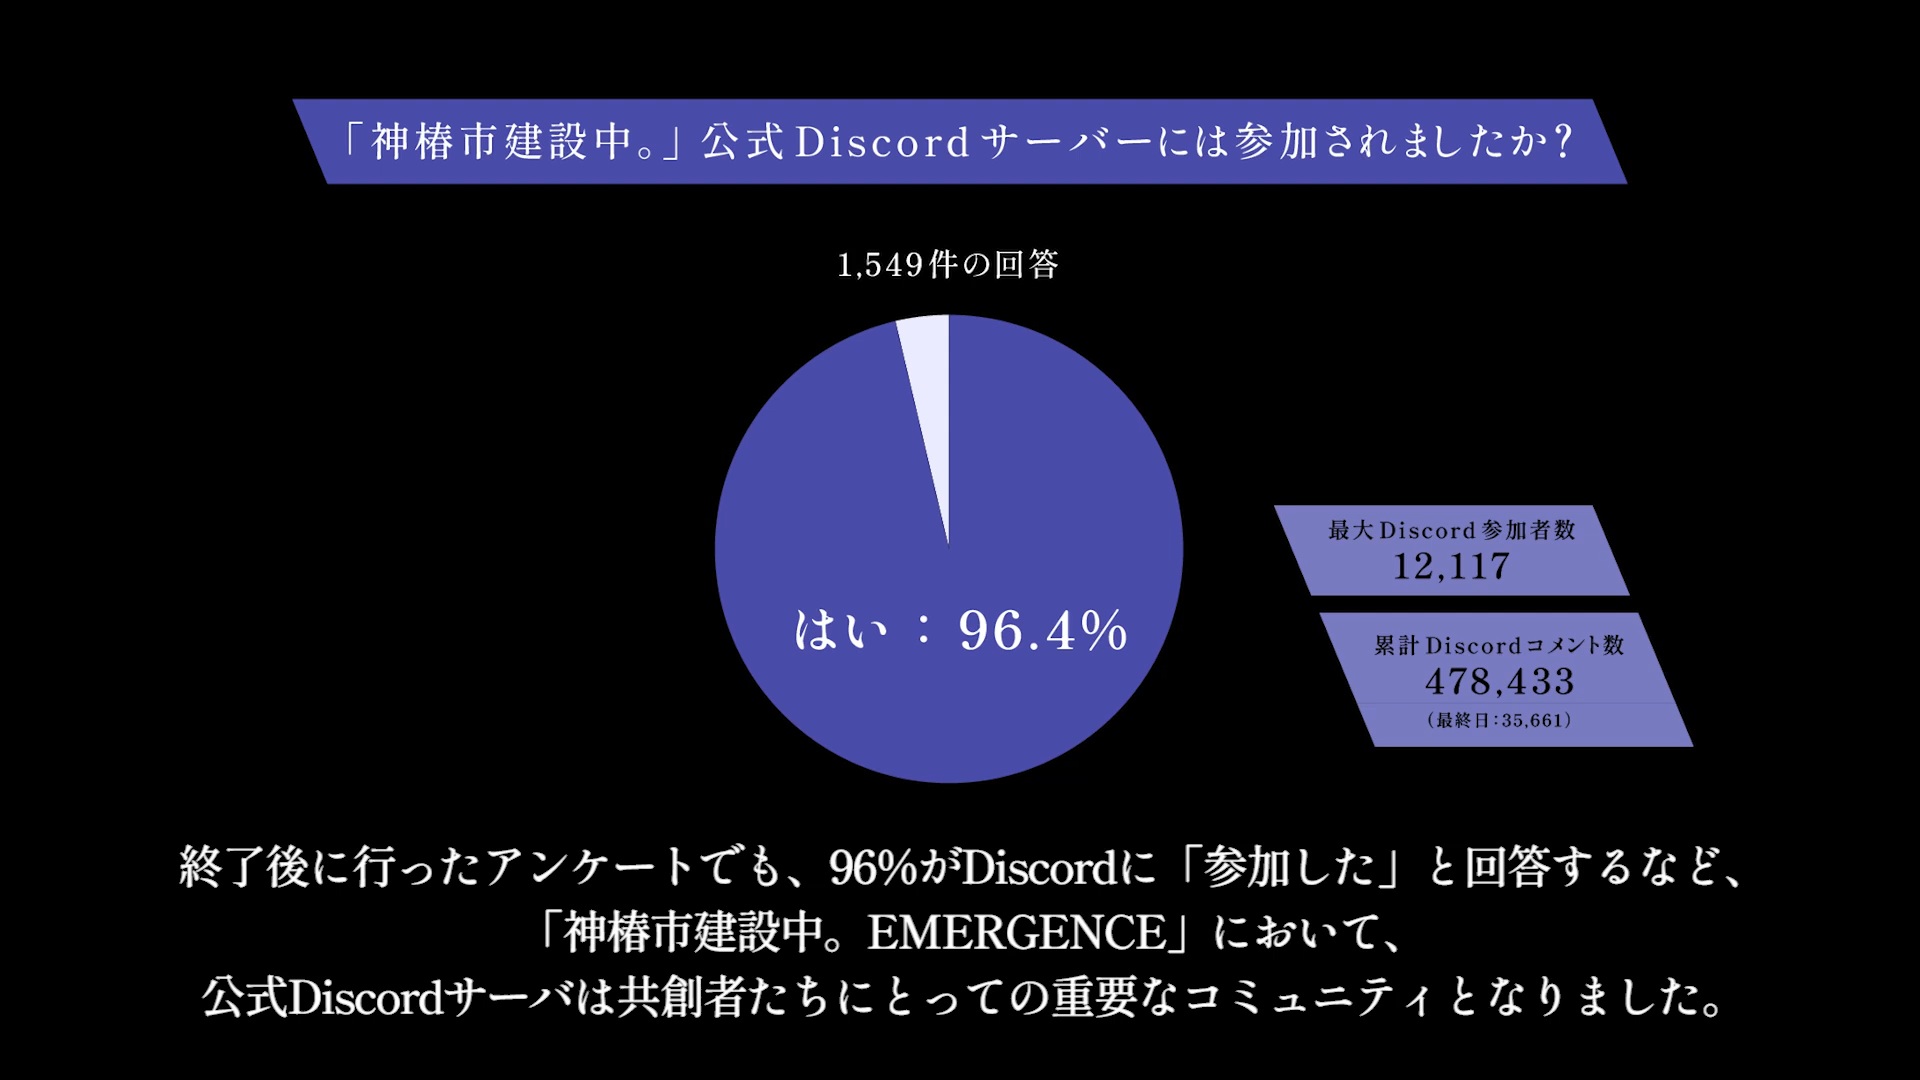 「神椿市建設中。」公式Discordサーバーには参加されましたか？
1,549件の回答
はい：96.4%
最大Discord参加者数
12,117
累計Discordコメント数
478,433
（最終日：35,661）
終了後に行ったアンケートでも、96%がDiscordに「参加した」と回答するなど、
「神椿市建設中。EMERGENCE」において、
公式Discordサーバは共創者たちにとっての重要なコミュニティとなりました。